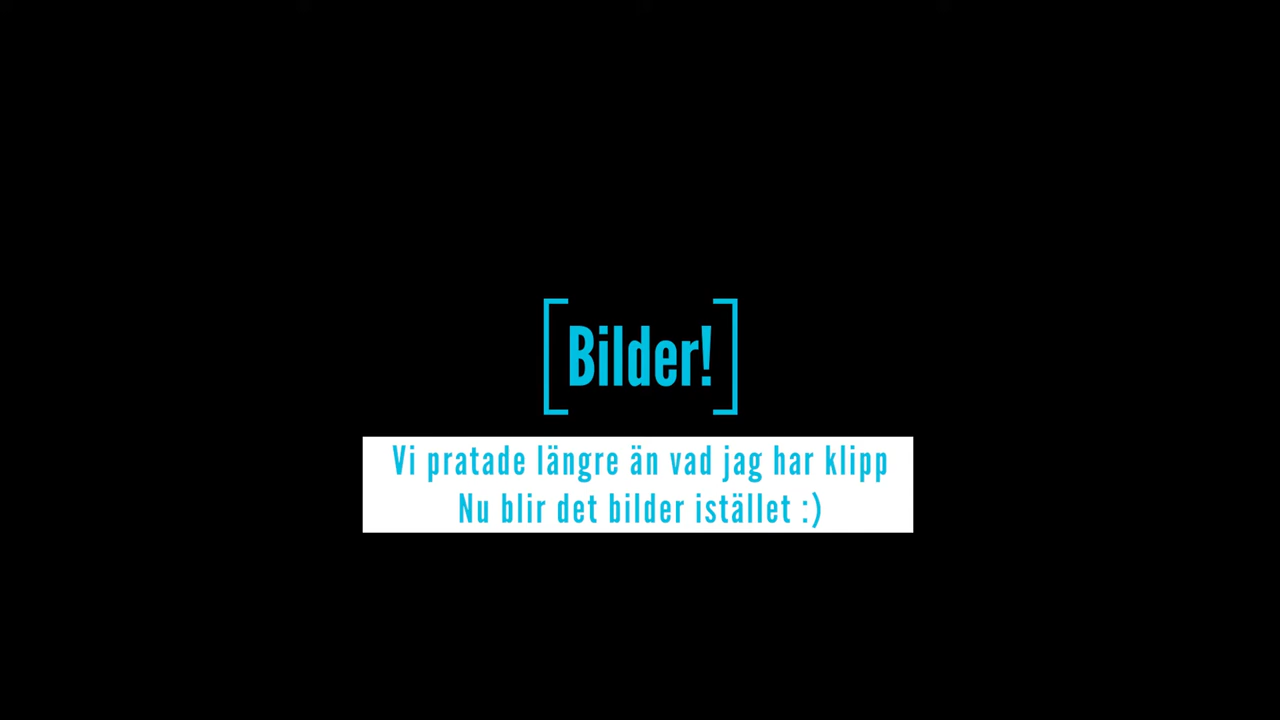 Bilder!
Vi pratade längre än vad jag har klipp
Nu blir det bilder istället :)